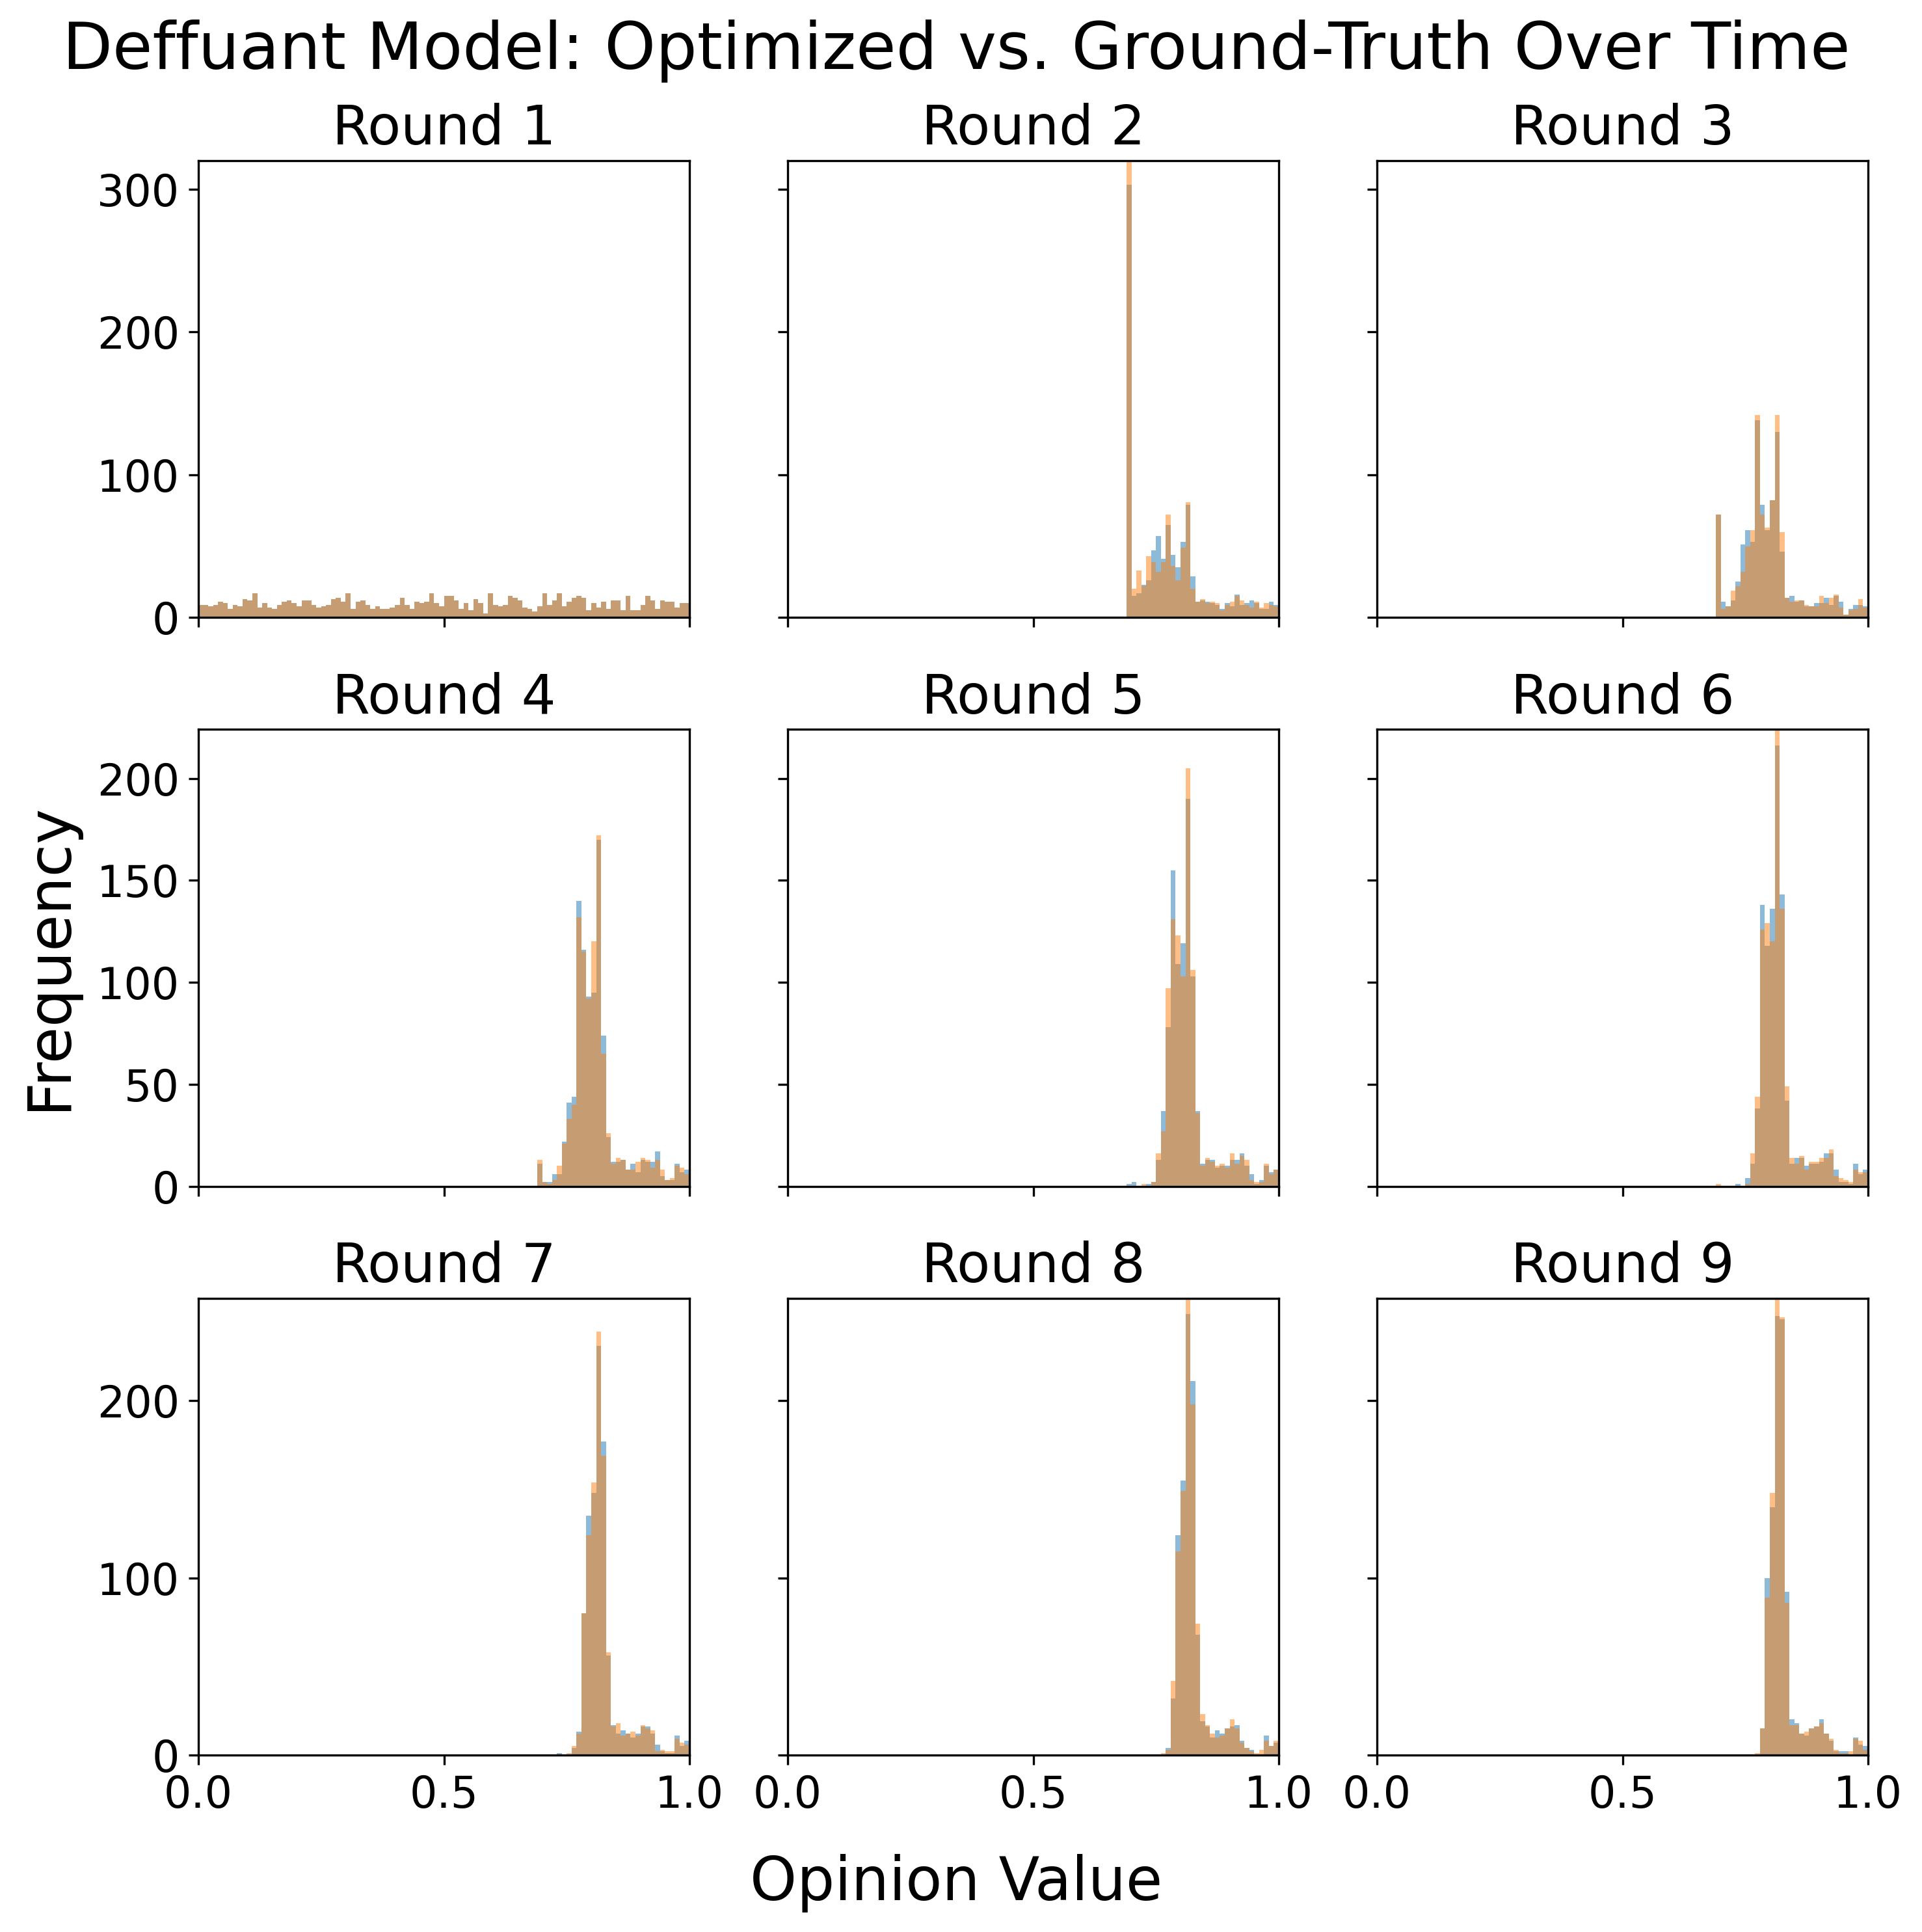 Deffuant Model: Optimized vs. Ground-Truth Over Time
Round 1
Round 2
Round 3
300
200
100
0
Round 4
Round 5
Round 6
200
150
100
50
0
Frequency
Round 7
Round 8
Round 9
200
100
0
0.0 0.5 1.0 0.0 0.5 1.0 0.0 0.5 1.0
Opinion Value